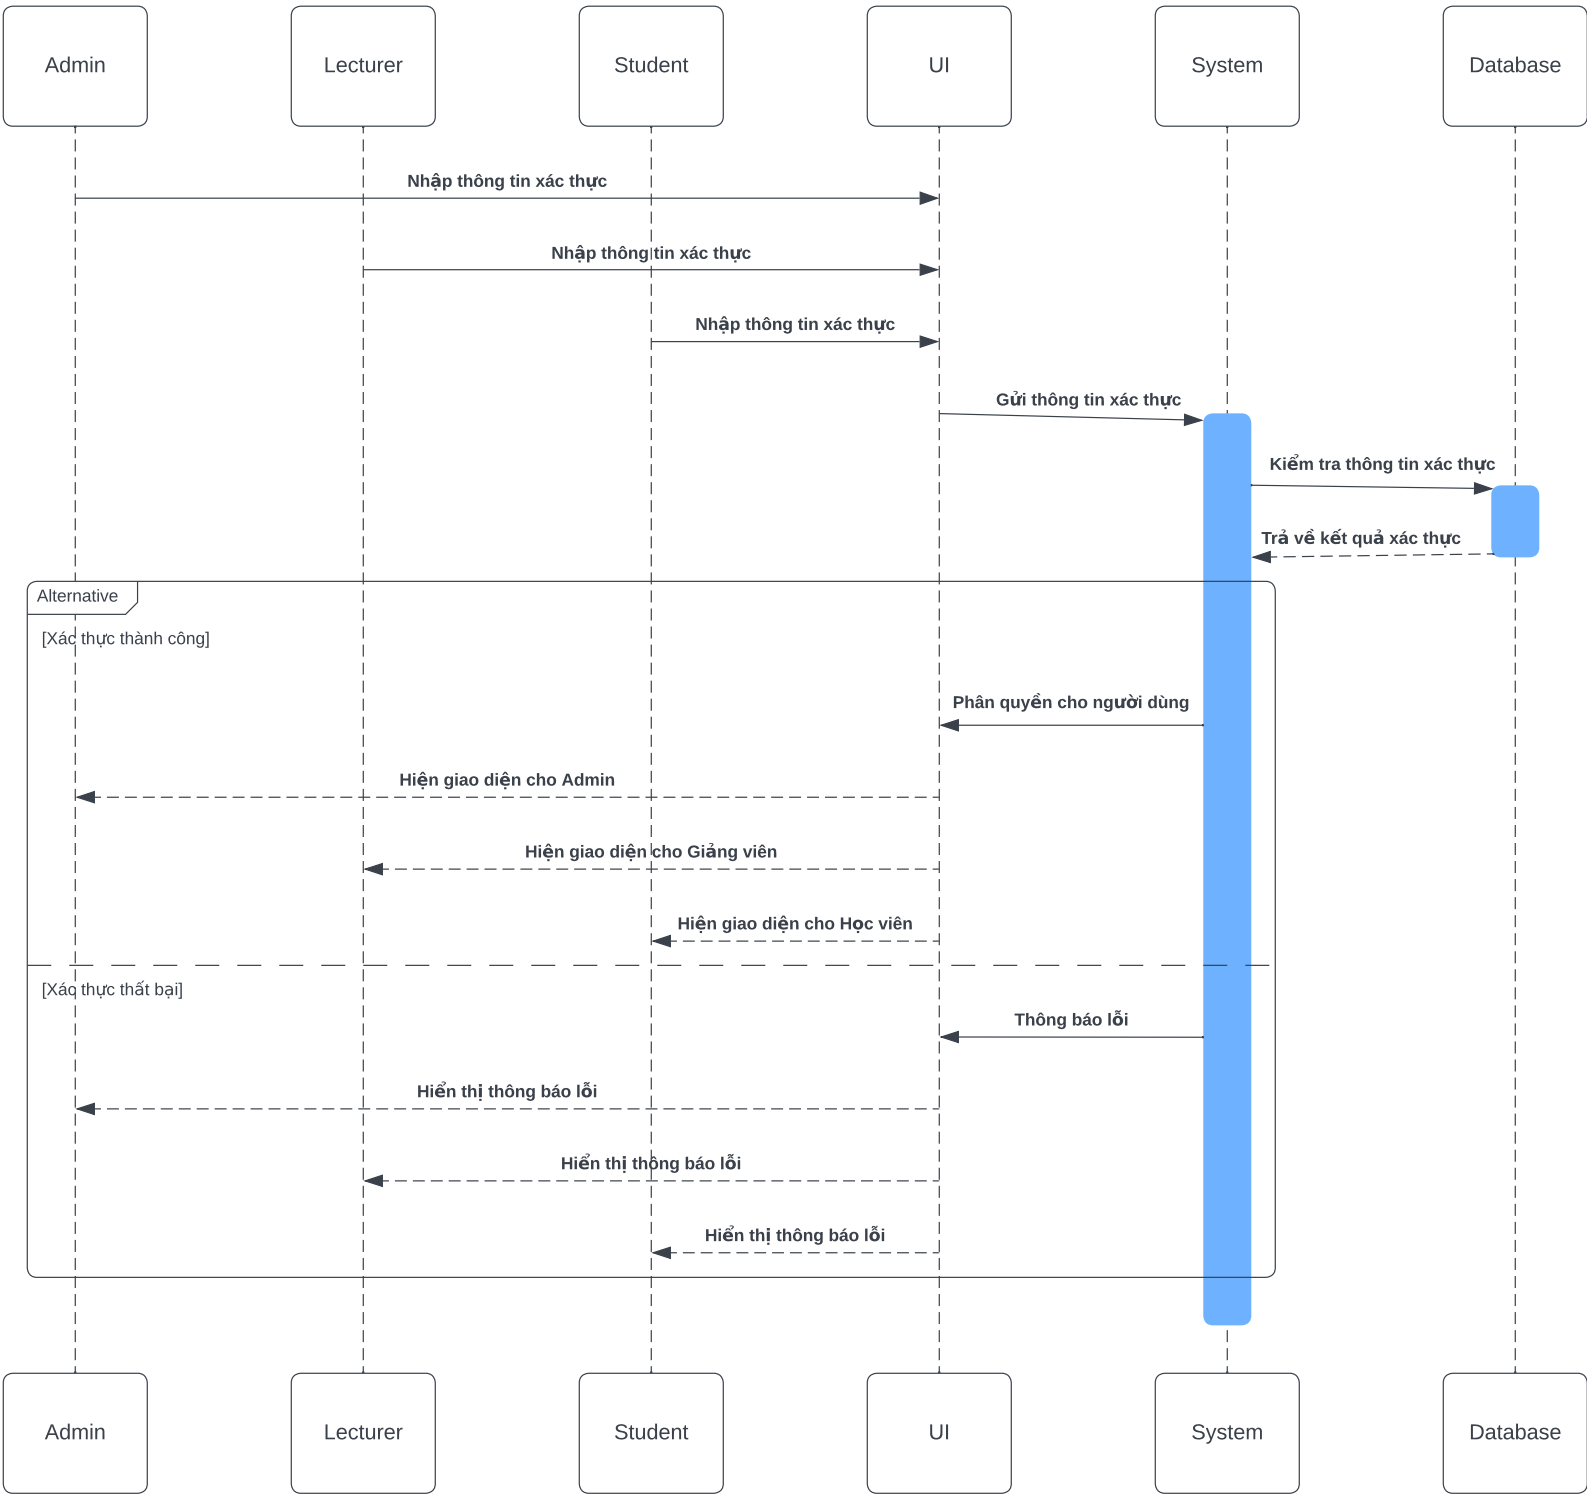 Admin
Lecturer
Student
UI
System
Database
Nhập thông tin xác thực
Nhập thông tin xác thực
Nhập thông tin xác thực
Gửi thông tin xác thực
Kiểm tra thông tin xác thực
Trả về kết quả xác thực
Alternative
[Xác thực thành công]
Phân quyền cho người dùng
Hiện giao diện cho Admin
Hiện giao diện cho Giảng viên
Hiện giao diện cho Học viên
[Xác thực thất bại]
Thông báo lỗi
Hiển thị thông báo lỗi
Hiển thị thông báo lỗi
Hiển thị thông báo lỗi
Admin
Lecturer
Student
UI
System
Database